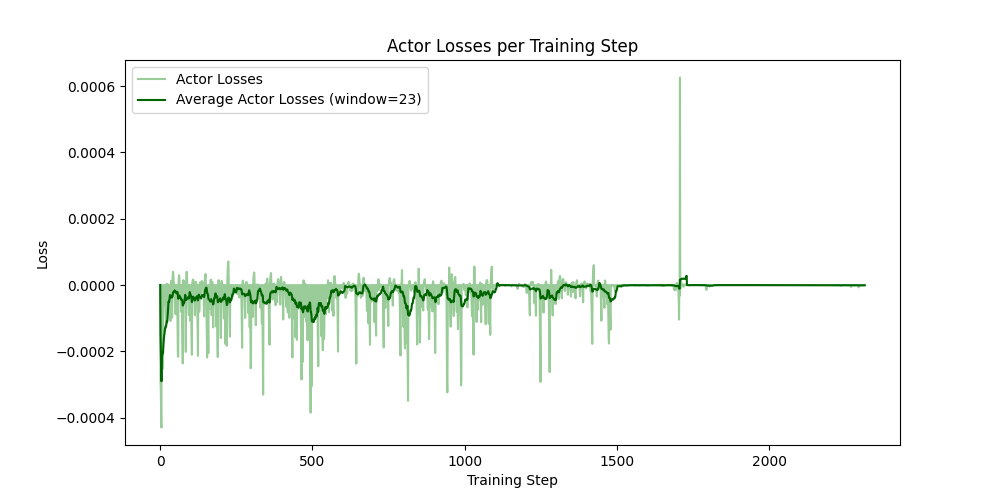 Actor Losses per Training Step
Actor Losses
Average Actor Losses (window=23)
Loss
0.0006
0.0004
0.0002
0.0000
−0.0002
−0.0004
0
500
1000
1500
2000
Training Step